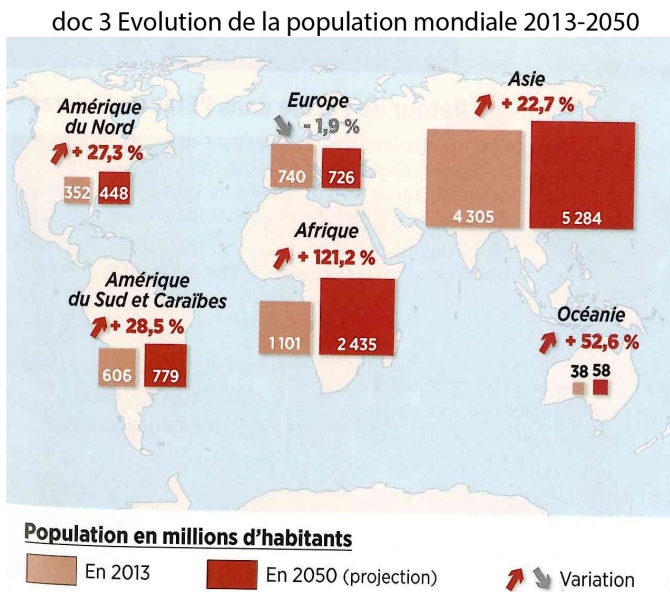 doc 3 Evolution de la population mondiale 2013-2050
Amérique
du Nord
+ 27,3 %
352
448
Europe
- 1,9 %
740
726
Asie
+ 22,7 %
4 305
5 284
Afrique
+ 121,2 %
1 101
2 435
Amérique
du Sud et Caraïbes
+ 28,5 %
606
779
Océanie
+ 52,6 %
38
58
Population en millions d'habitants
En 2013
En 2050 (projection)
Variation